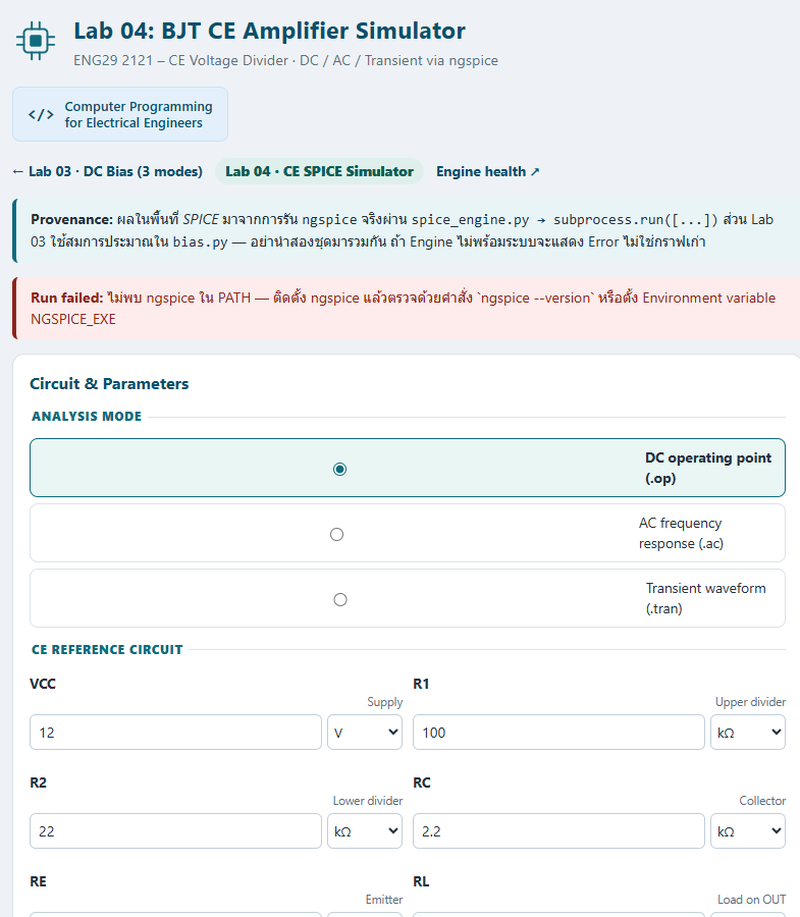 Lab 04: BJT CE Amplifier Simulator
ENG29 2121 – CE Voltage Divider · DC / AC / Transient via ngspice
</> Computer Programming
for Electrical Engineers
← Lab 03 · DC Bias (3 modes) Lab 04 · CE SPICE Simulator Engine health ↗
Provenance: ผลในพื้นที่ SPICE มาจากการรัน ngspice จริงผ่าน spice_engine.py → subprocess.run([...]) ส่วน Lab
03 ใช้สมการประมาณใน bias.py — อย่านำสองชุดมารวมกัน ถ้า Engine ไม่พร้อมระบบจะแสดง Error ไม่ใช่กราฟเก่า
Run failed: ไม่พบ ngspice ใน PATH — ติดตั้ง ngspice แล้วตรวจด้วยคำสั่ง `ngspice --version` หรือตั้ง Environment variable
NGSPICE_EXE
Circuit & Parameters
ANALYSIS MODE
DC operating point
(.op)
AC frequency
response (.ac)
Transient waveform
(.tran)
CE REFERENCE CIRCUIT
VCC R1
Supply Upper divider
12 V 100 kΩ
R2 RC
Lower divider Collector
22 kΩ 2.2 kΩ
RE RL
Emitter Load on OUT